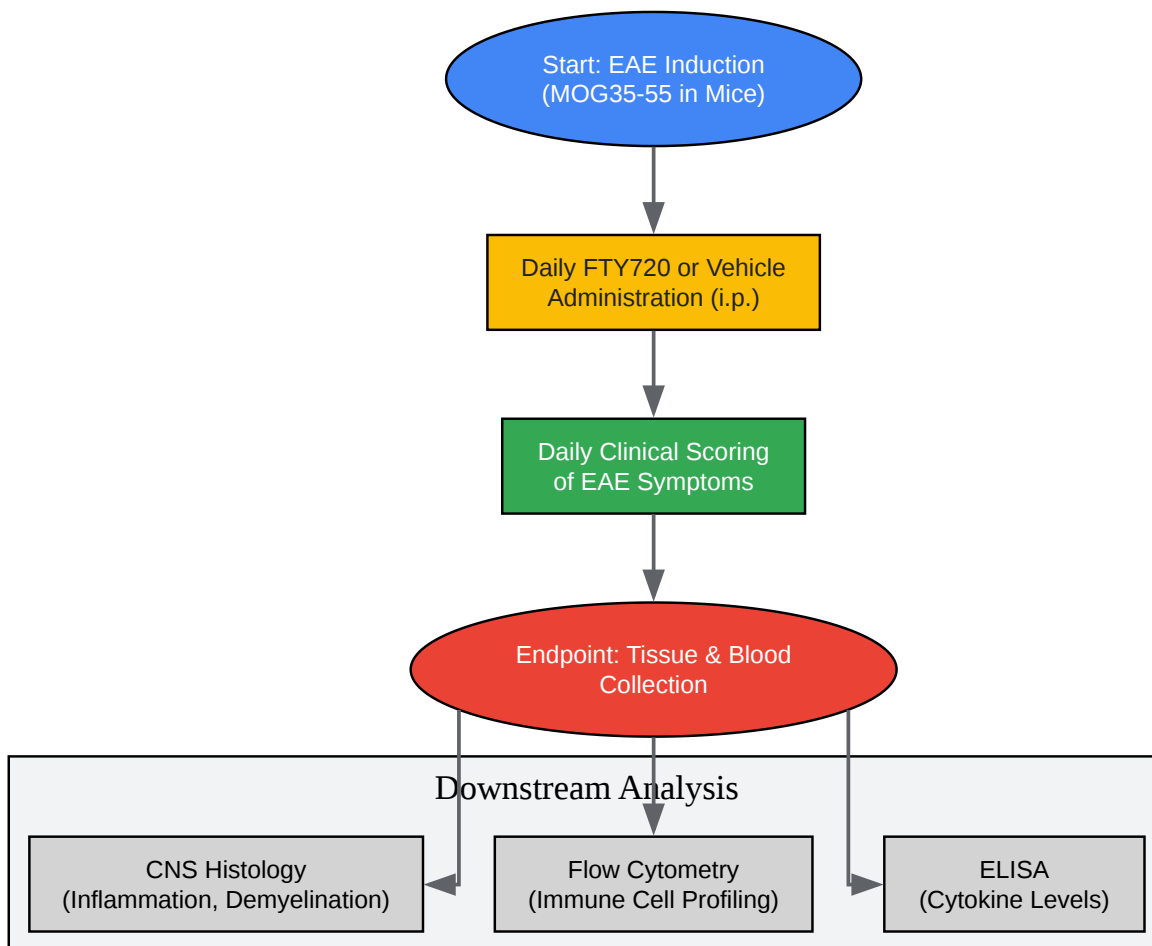 Start: EAE Induction
(MOG35-55 in Mice)
Daily FTY720 or Vehicle
Administration (i.p.)
Daily Clinical Scoring
of EAE Symptoms
Endpoint: Tissue & Blood
Collection
Downstream Analysis
CNS Histology
(Inflammation, Demyelination)
Flow Cytometry
(Immune Cell Profiling)
ELISA
(Cytokine Levels)